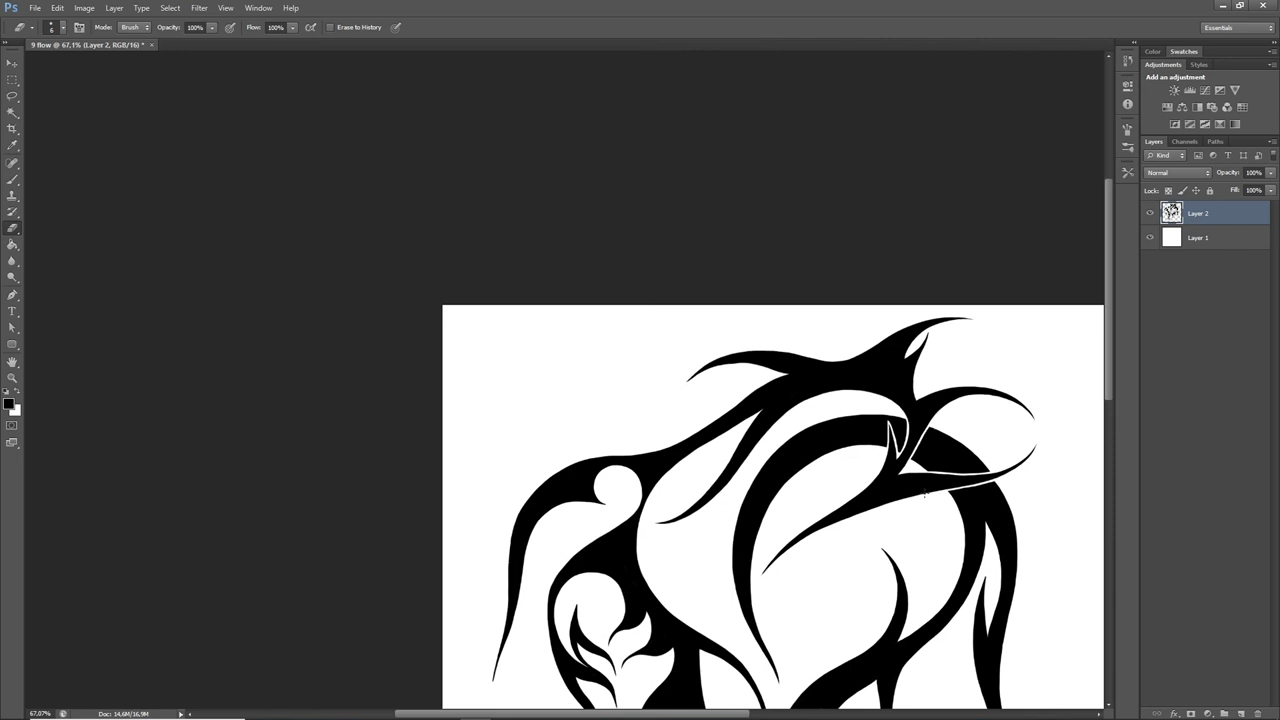 Ps File Edit Image Layer Type Select Filter View Window Help
6 Mode: Brush Opacity: 100% Flow: 100% Erase to History Essentials
9 flow @ 67,1% (Layer 2, RGB/16) *
Color Swatches
Adjustments Styles
Add an adjustment
Layers Channels Paths
Kind
Normal Opacity: 100%
Lock: Fill: 100%
Layer 2
Layer 1
67,07% Doc: 14,6M/16,9M